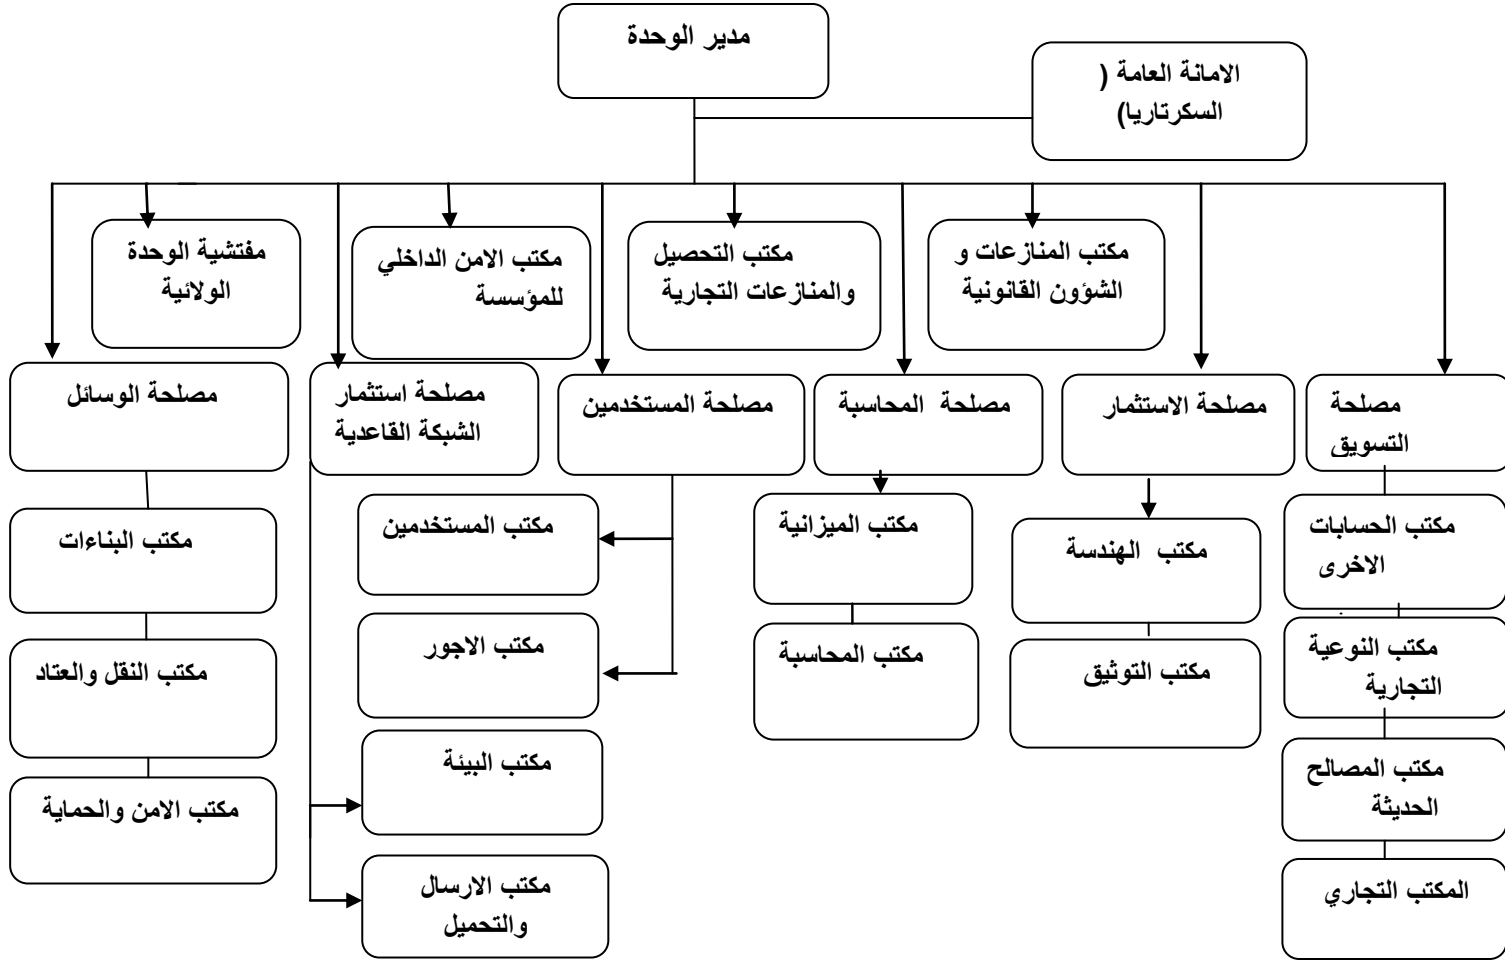 مدير الوحدة
الامانة العامة (
السكرتاريا)
مكتب المنازعات و
الشؤون القانونية
مكتب التحصيل
والمنازعات التجارية
مكتب الامن الداخلي
للمؤسسة
مفتشية الوحدة
الولائية
مصلحة
التسويق
مصلحة الاستثمار
مصلحة المحاسبة
مصلحة المستخدمين
مصلحة استثمار
الشبكة القاعدية
مصلحة الوسائل
مكتب الحسابات
الاخرى
مكتب النوعية
التجارية
مكتب المصالح
الحديثة
المكتب التجاري
مكتب الهندسة
مكتب التوثيق
مكتب الميزانية
مكتب المحاسبة
مكتب المستخدمين
مكتب الاجور
مكتب البيئة
مكتب الارسال
والتحميل
مكتب البناءات
مكتب النقل والعتاد
مكتب الامن والحماية